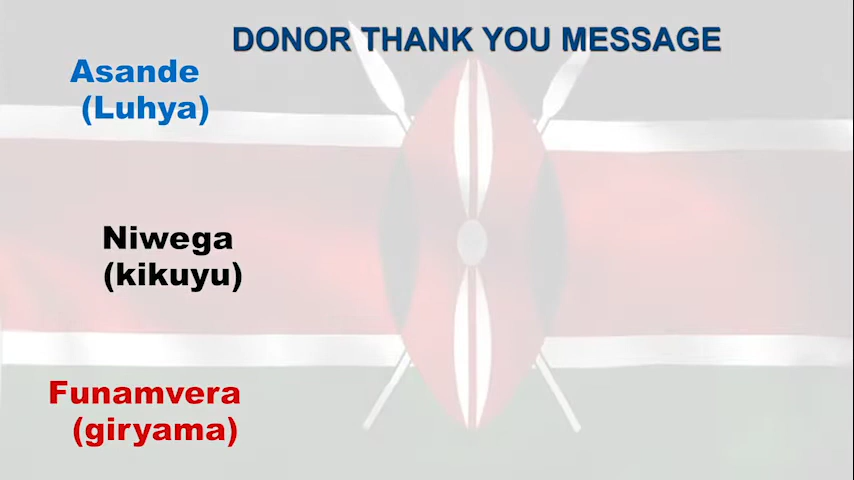 DONOR THANK YOU MESSAGE
Asande
(Luhya)
Niwega
(kikuyu)
Funamvera
(giryama)